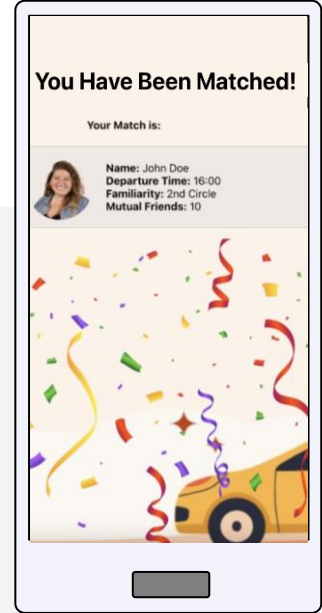 You Have Been Matched!
Your Match is:
Name: John Doe
Departure Time: 16:00
Familiarity: 2nd Circle
Mutual Friends: 10